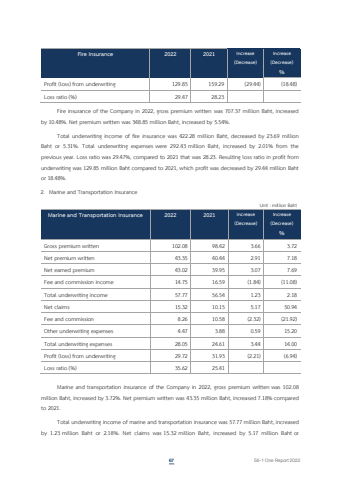 Fire Insurance 2022 2021 Increase (Decrease) Increase (Decrease) %
Profit (loss) from underwriting 129.85 159.29 (29.44) (18.48)
Loss ratio (%) 29.47 28.23
Fire insurance of the Company in 2022, gross premium written was 707.37 million Baht, increased
by 10.48%. Net premium written was 368.85 million Baht, increased by 5.54%.
Total underwriting income of fire insurance was 422.28 million Baht, decreased by 23.69 million
Baht or 5.31%. Total underwriting expenses were 292.43 million Baht, increased by 2.01% from the
previous year. Loss ratio was 29.47%, compared to 2021 that was 28.23. Resulting loss ratio in profit from
underwriting was 129.85 million Baht compared to 2021, which profit was decreased by 29.44 million Baht
or 18.48%.
2. Marine and Transportation Insurance
Unit : million Baht
Marine and Transportation Insurance 2022 2021 Increase (Decrease) Increase (Decrease) %
Gross premium written 102.08 98.42 3.66 3.72
Net premium written 43.35 40.44 2.91 7.18
Net earned premium 43.02 39.95 3.07 7.69
Fee and commission income 14.75 16.59 (1.84) (11.08)
Total underwriting income 57.77 56.54 1.23 2.18
Net claims 15.32 10.15 5.17 50.94
Fee and commission 8.26 10.58 (2.32) (21.92)
Other underwriting expenses 4.47 3.88 0.59 15.20
Total underwriting expenses 28.05 24.61 3.44 14.00
Profit (loss) from underwriting 29.72 31.93 (2.21) (6.94)
Loss ratio (%) 35.62 25.41
Marine and transportation insurance of the Company in 2022, gross premium written was 102.08
million Baht, increased by 3.72%. Net premium written was 43.35 million Baht, increased 7.18% compared
to 2021.
Total underwriting income of marine and transportation insurance was 57.77 million Baht, increased
by 1.23 million Baht or 2.18%. Net claims was 15.32 million Baht, increased by 5.17 million Baht or
67 56-1 One Report 2022